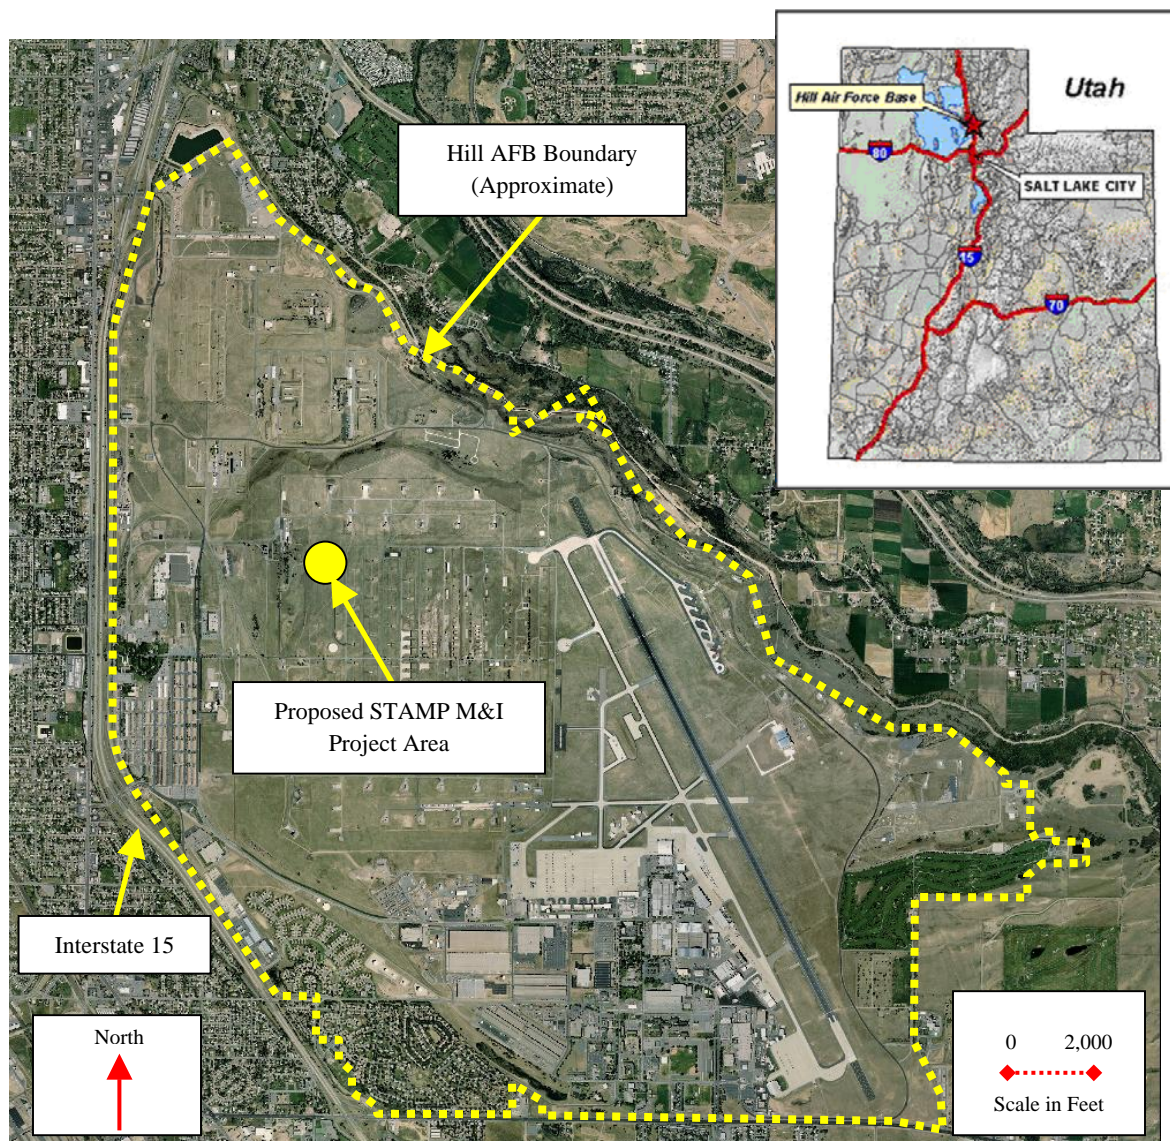 Utah
Hill Air Force Base
80
SALT LAKE CITY
15
70
Hill AFB Boundary
(Approximate)
Proposed STAMP M&I
Project Area
Interstate 15
North
0 2,000
Scale in Feet